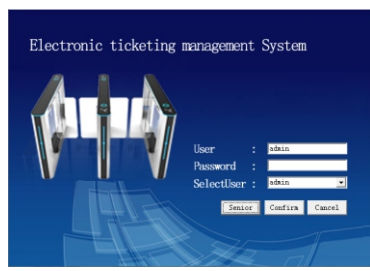 Electronic ticketing management System
User : admin
Password :
SelectUser : admin
Senior Confirm Cancel